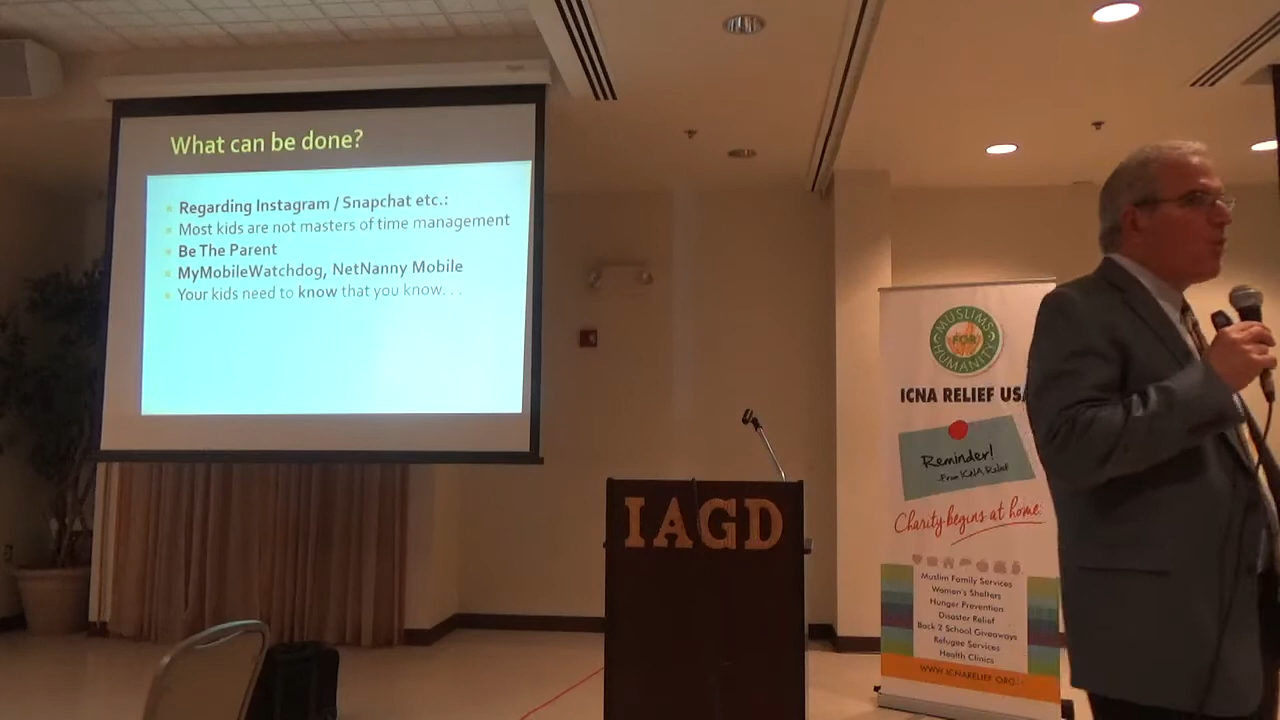 What can be done?
Regarding Instagram / Snapchat etc.:
Most kids are not masters of time management
Be The Parent
MyMobileWatchdog, NetNanny Mobile
Your kids need to know that you know. . .
IAGD
MUSLIMS
FOR
HUMANITY
ICNA RELIEF USA
Reminder!
From ICNA Relief
Charity begins at home.
Muslim Family Services
Women's Shelters
Hunger Prevention
Disaster Relief
Back 2 School Giveaways
Refugee Services
Health Clinics
WWW.ICNARELIEF.ORG